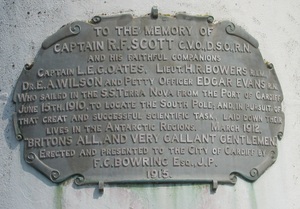 TO THE MEMORY OF
CAPTAIN R.F. SCOTT C.V.O., D.S.O., R.N.
AND HIS FAITHFUL COMPANIONS
CAPTAIN L.E.G. OATES, LIEUT. H.R. BOWERS
DR E.A. WILSON, AND PETTY OFFICER EDGAR EVANS R.N.
WHO SAILED IN THE S.S. TERRA NOVA FROM THE PORT OF CARDIFF
JUNE 15TH, 1910, TO LOCATE THE SOUTH POLE, AND IN PURSUIT OF
THAT GREAT AND SUCCESSFUL SCIENTIFIC TASK, LAID DOWN THEIR
LIVES IN THE ANTARCTIC REGIONS, MARCH 1912
BRITONS ALL, AND VERY GALLANT GENTLEMEN
ERECTED AND PRESENTED TO THE CITY OF CARDIFF BY
F.C. BOWRING ESQ., J.P.
1915.